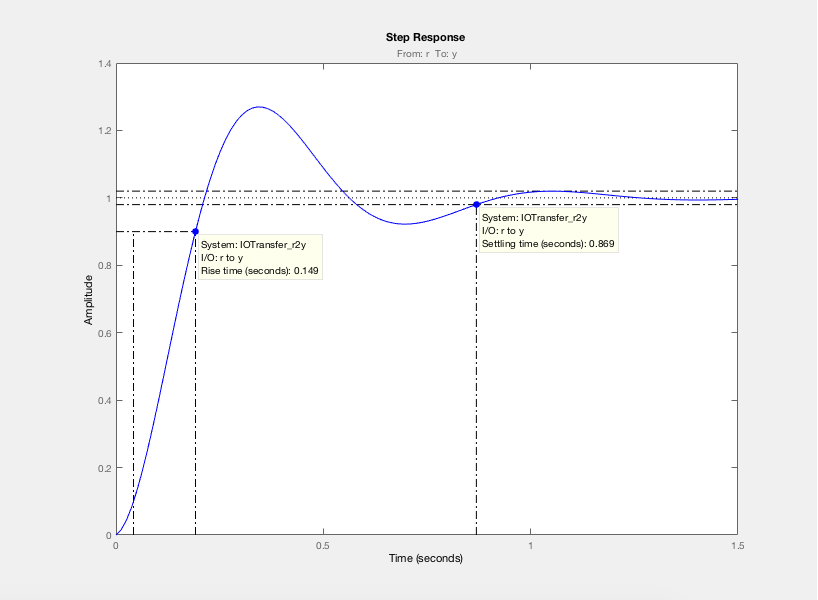 Step Response
From: r  To: y
1.4
1.2
1
0.8
0.6
0.4
0.2
0
Amplitude
System: IOTransfer_r2y
I/O: r to y
Rise time (seconds): 0.149
System: IOTransfer_r2y
I/O: r to y
Settling time (seconds): 0.869
0
0.5
1
1.5
Time (seconds)